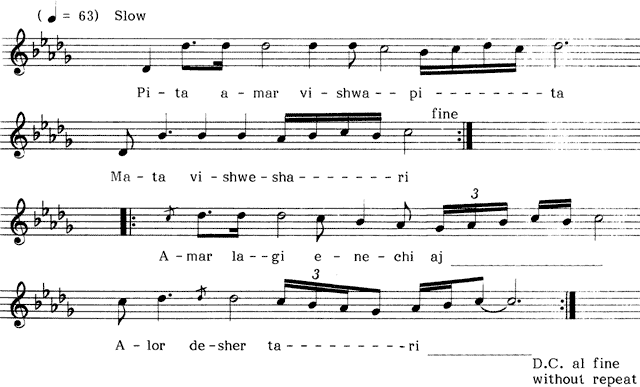 ( ♩ = 63) Slow
Pi - ta a - mar vi - shwa - - pi - - - - - - - - ta
fine
Ma - ta vi - shwe - sha - - - - - - - ri
3
3
A - mar la - - gi e - ne - chi aj
3
A - lor de - sher ta - - - - - - - - ri
D.C. al fine
without repeat